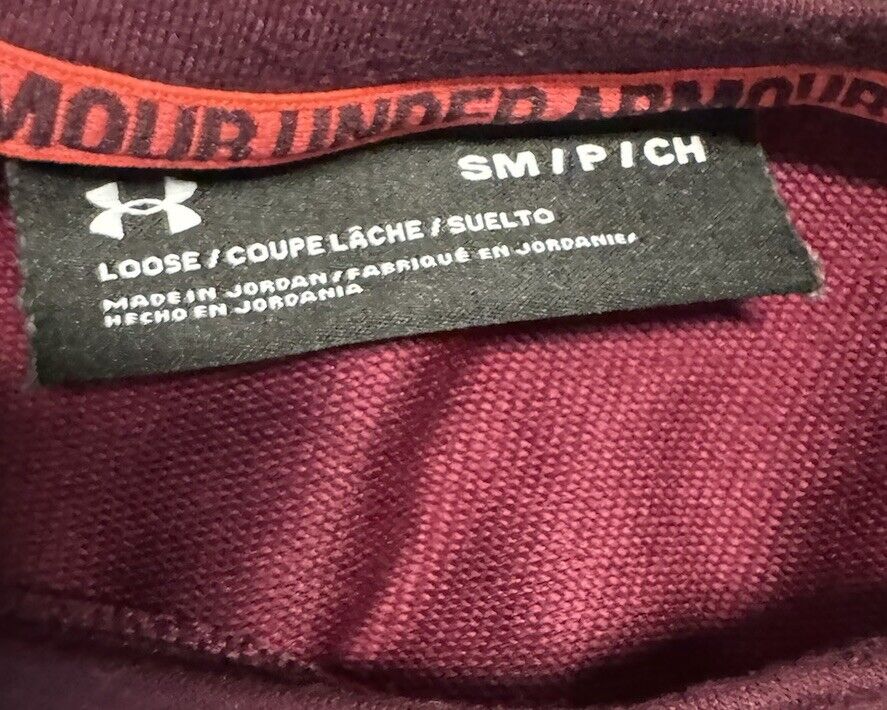 MOUR UNDER ARMOUR
SM / P / CH
LOOSE / COUPE LÂCHE / SUELTO
MADE IN JORDAN / FABRIQUÉ EN JORDANIE /
HECHO EN JORDANIA